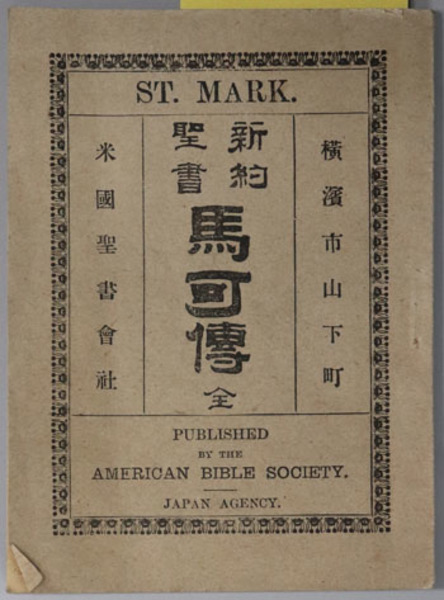 ST. MARK.
横濱市山下町
新約
聖書
馬可傳
全
米國聖書會社
PUBLISHED
BY THE
AMERICAN BIBLE SOCIETY.
JAPAN AGENCY.